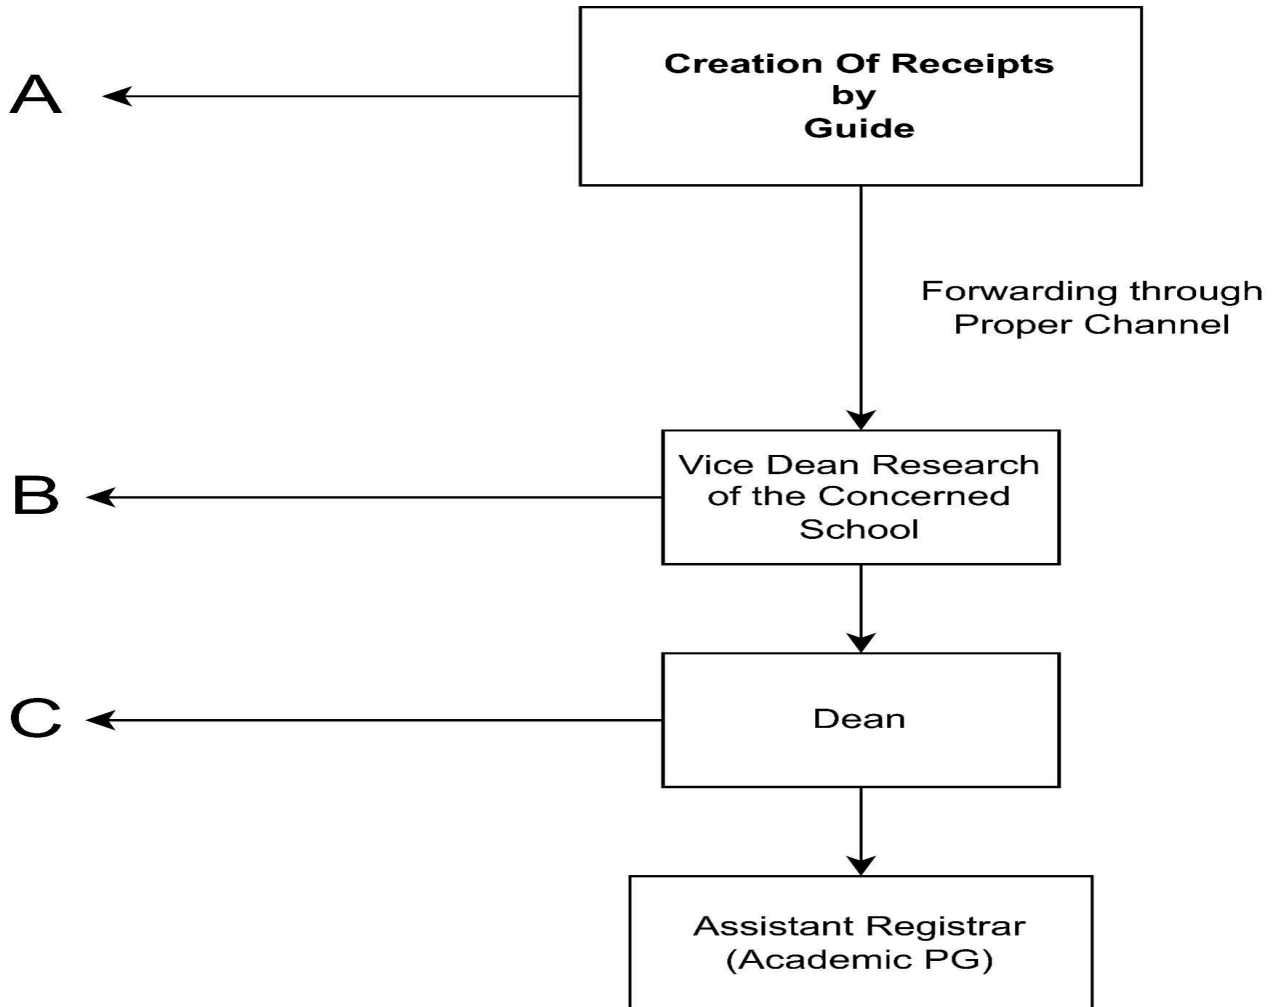 Creation Of Receipts
A
by
Guide
Forwarding through
Proper Channel
Vice Dean Research
B
of the Concerned
School
C
Dean
Assistant Registrar
(Academic PG)